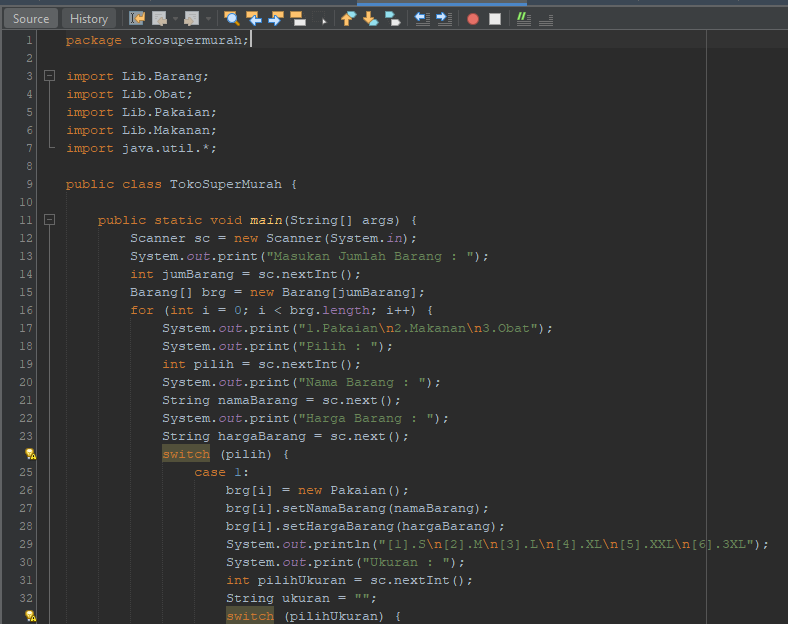 Source History
1 package tokosupermurah;
2
3 import Lib.Barang;
4 import Lib.Obat;
5 import Lib.Pakaian;
6 import Lib.Makanan;
7 import java.util.*;
8
9 public class TokoSuperMurah {
10
11 public static void main(String[] args) {
12 Scanner sc = new Scanner(System.in);
13 System.out.print("Masukan Jumlah Barang : ");
14 int jumBarang = sc.nextInt();
15 Barang[] brg = new Barang[jumBarang];
16 for (int i = 0; i < brg.length; i++) {
17 System.out.print("1.Pakaian\n2.Makanan\n3.Obat");
18 System.out.print("Pilih : ");
19 int pilih = sc.nextInt();
20 System.out.print("Nama Barang : ");
21 String namaBarang = sc.next();
22 System.out.print("Harga Barang : ");
23 String hargaBarang = sc.next();
switch (pilih) {
25 case 1:
26 brg[i] = new Pakaian();
27 brg[i].setNamaBarang(namaBarang);
28 brg[i].setHargaBarang(hargaBarang);
29 System.out.println("[1].S\n[2].M\n[3].L\n[4].XL\n[5].XXL\n[6].3XL");
30 System.out.print("Ukuran : ");
31 int pilihUkuran = sc.nextInt();
32 String ukuran = "";
switch (pilihUkuran) {